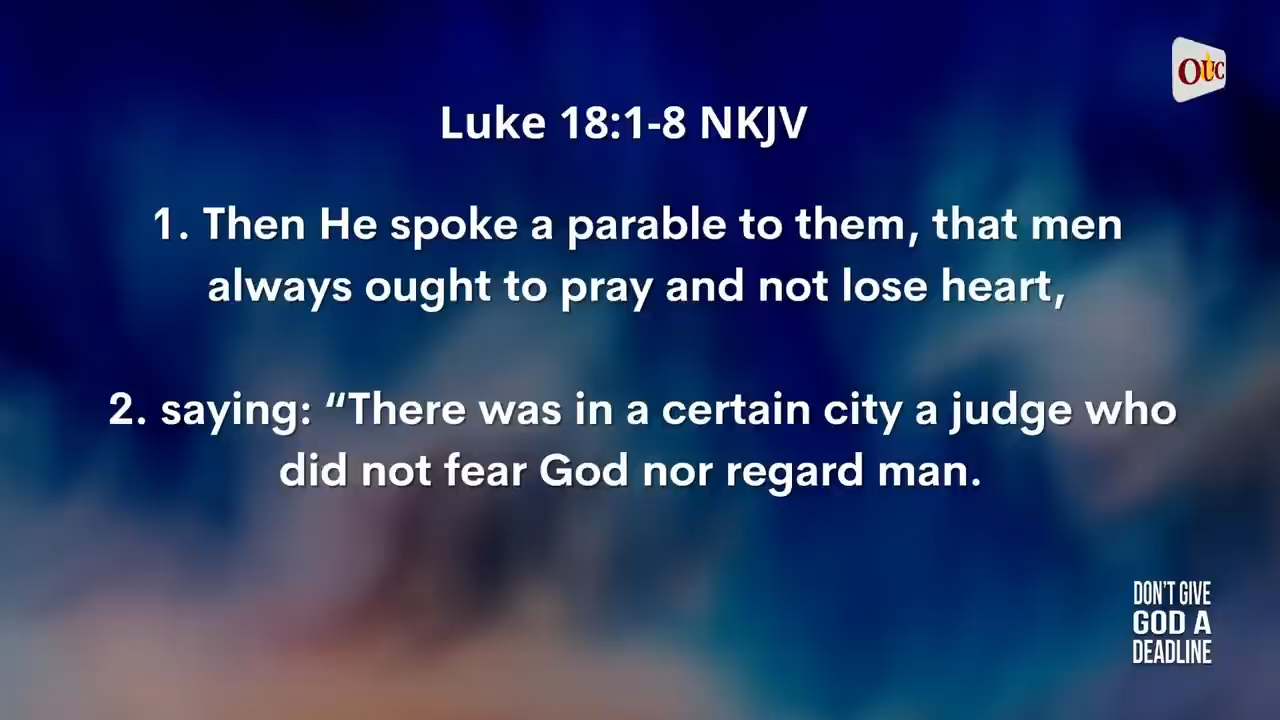 OUC
Luke 18:1-8 NKJV
1. Then He spoke a parable to them, that men
always ought to pray and not lose heart,
2. saying: “There was in a certain city a judge who
did not fear God nor regard man.
DON'T GIVE
GOD A
DEADLINE